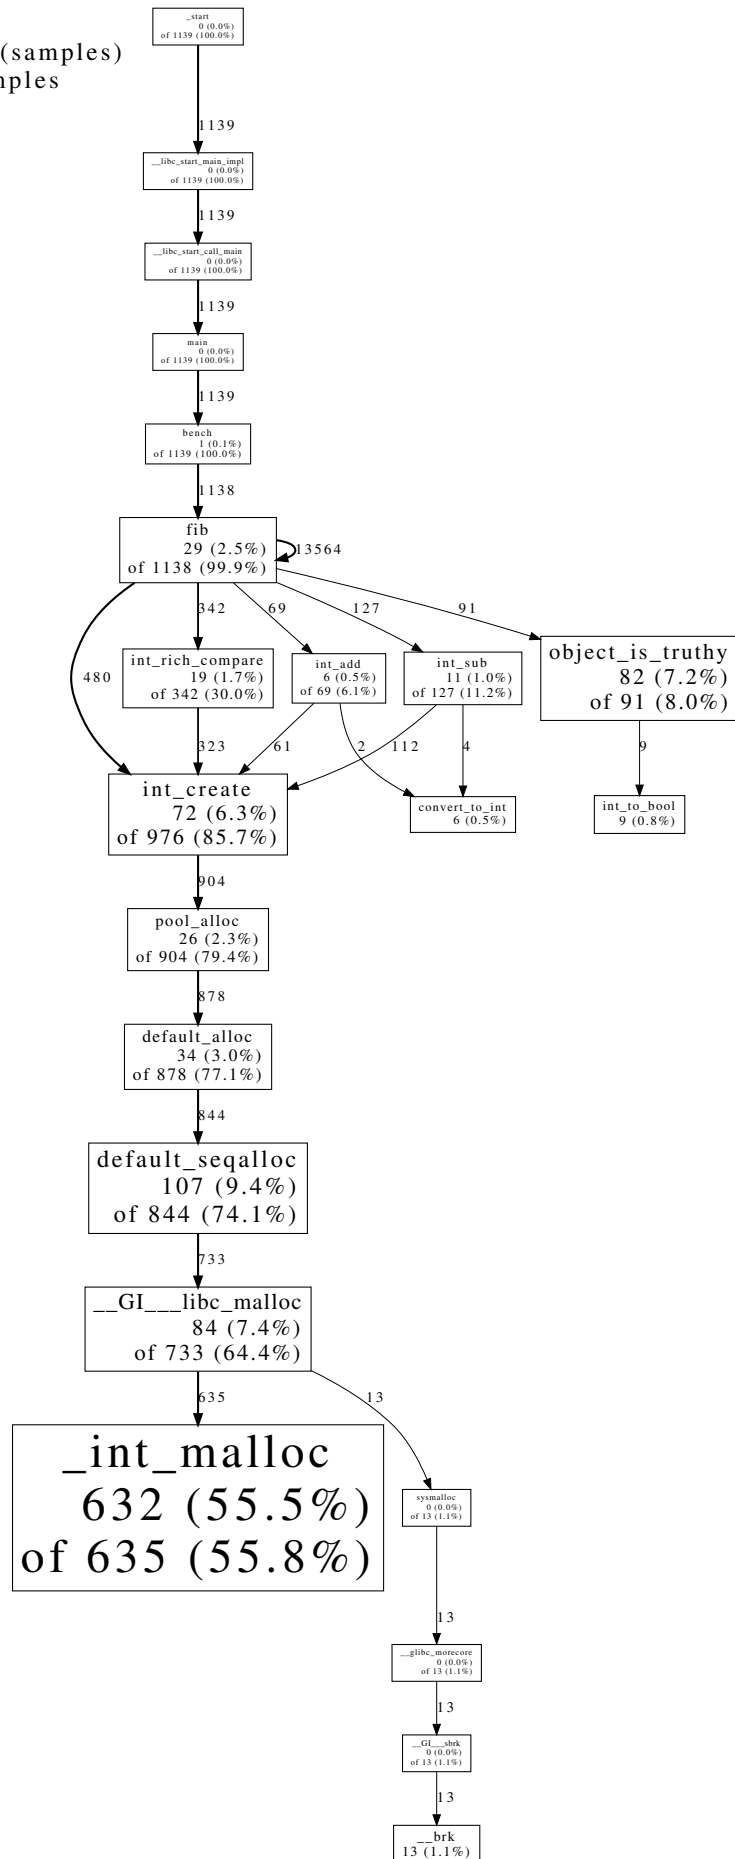 _start
0 (0.0%)
of 1139 (100.0%)
(samples)
nples
1139
__libc_start_main_impl
0 (0.0%)
of 1139 (100.0%)
1139
__libc_start_call_main
0 (0.0%)
of 1139 (100.0%)
1139
main
0 (0.0%)
of 1139 (100.0%)
1139
bench
1 (0.1%)
of 1139 (100.0%)
1138
fib
29 (2.5%)
of 1138 (99.9%)
13564
342
69
127
91
480
int_rich_compare
19 (1.7%)
of 342 (30.0%)
int_add
6 (0.5%)
of 69 (6.1%)
int_sub
11 (1.0%)
of 127 (11.2%)
object_is_truthy
82 (7.2%)
of 91 (8.0%)
323
61
2
112
4
9
int_create
72 (6.3%)
of 976 (85.7%)
convert_to_int
6 (0.5%)
int_to_bool
9 (0.8%)
904
pool_alloc
26 (2.3%)
of 904 (79.4%)
878
default_alloc
34 (3.0%)
of 878 (77.1%)
844
default_seqalloc
107 (9.4%)
of 844 (74.1%)
733
__GI___libc_malloc
84 (7.4%)
of 733 (64.4%)
635
13
_int_malloc
632 (55.5%)
of 635 (55.8%)
sysmalloc
0 (0.0%)
of 13 (1.1%)
13
__glibc_morecore
0 (0.0%)
of 13 (1.1%)
13
__GI___sbrk
0 (0.0%)
of 13 (1.1%)
13
__brk
13 (1.1%)